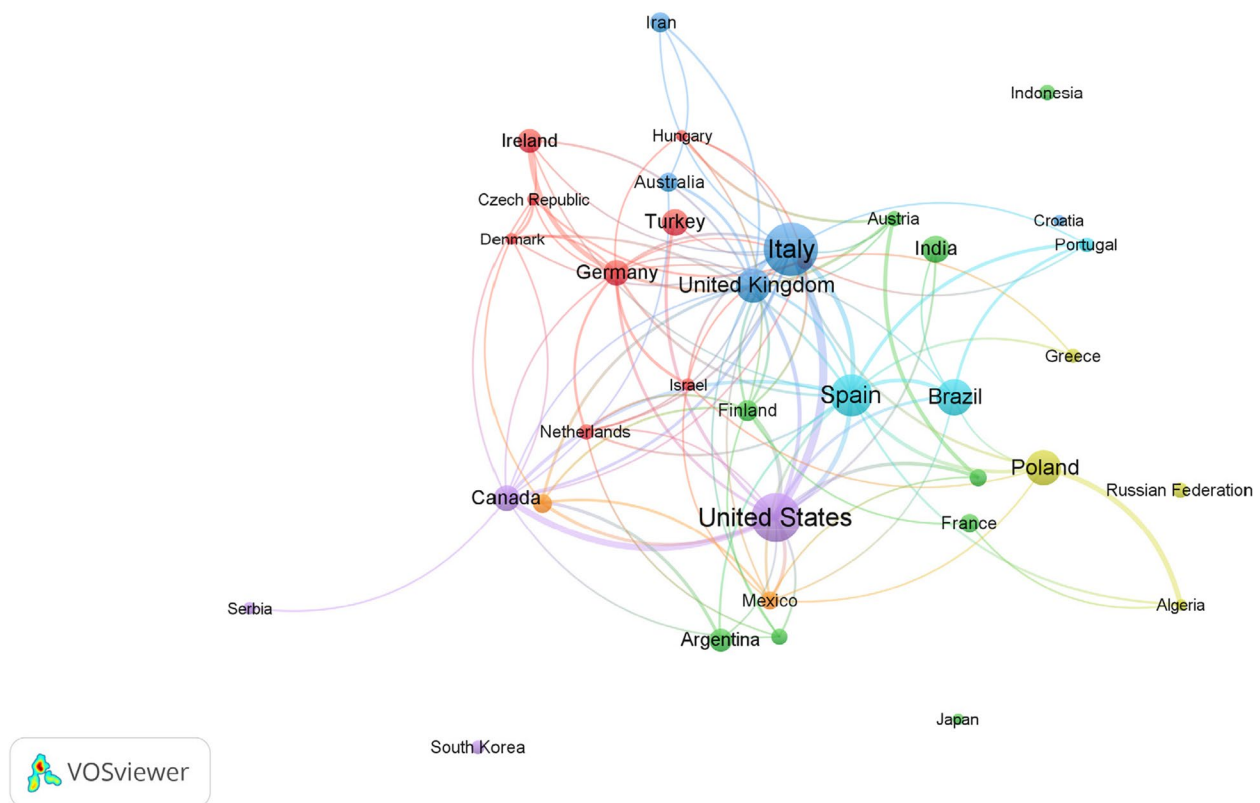 Iran
Indonesia
Hungary
Ireland
Australia
Czech Republic
Turkey
Austria
Croatia
Denmark
Italy
India
Portugal
Germany
United Kingdom
Greece
Israel
Spain
Brazil
Finland
Netherlands
Poland
Canada
Russian Federation
United States
France
Mexico
Algeria
Serbia
Argentina
Japan
South Korea
VOSviewer